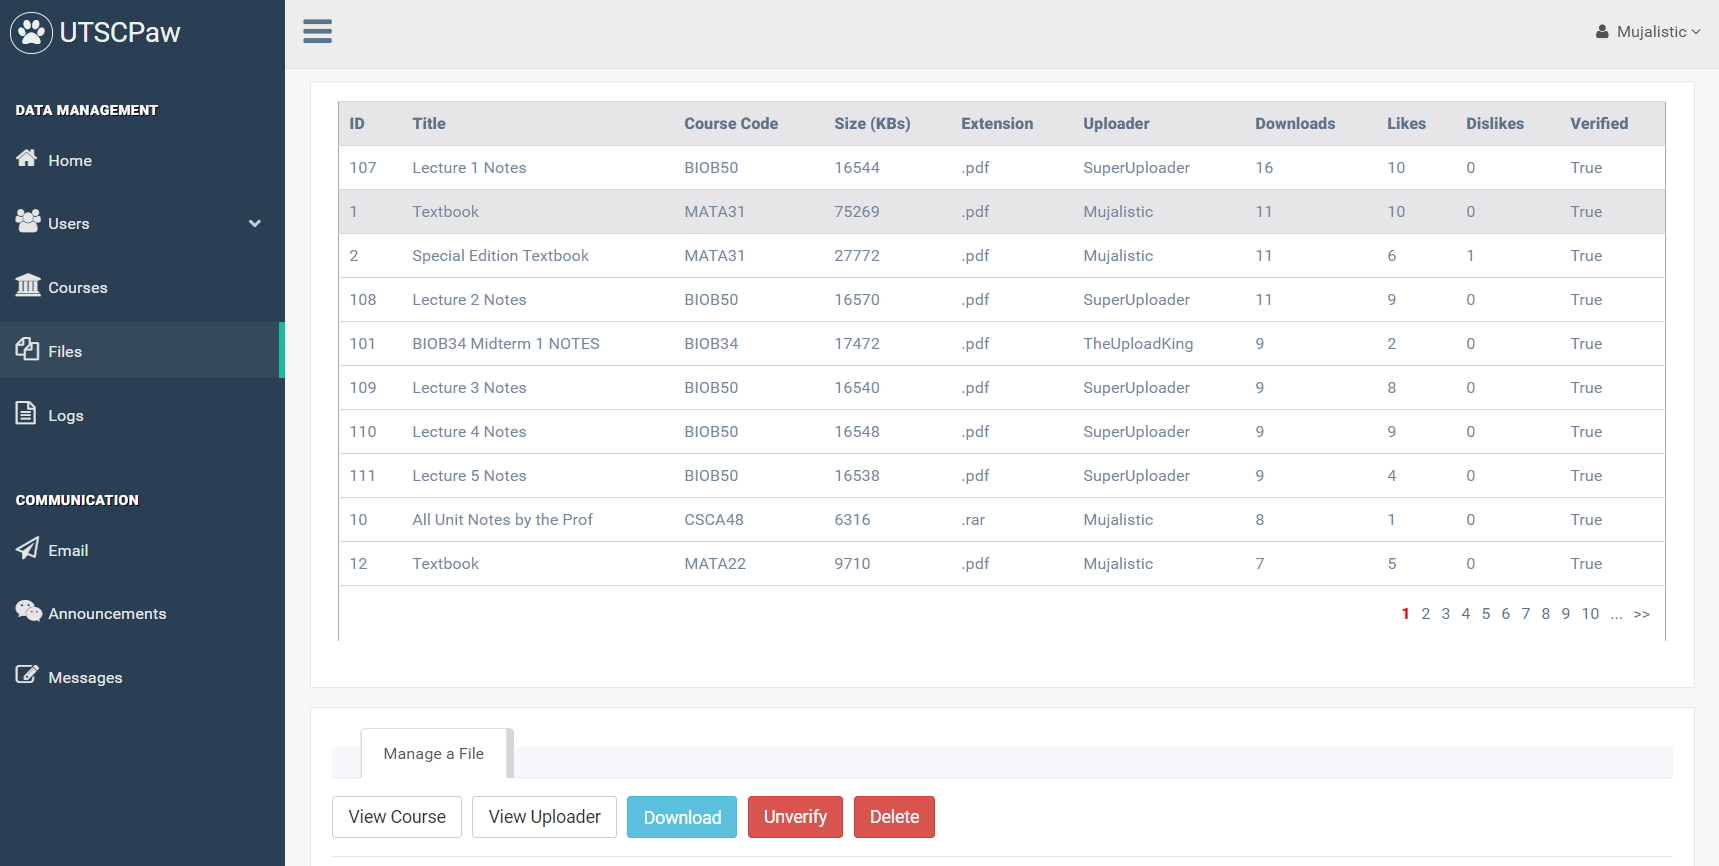 UTSCPaw
Mujalistic
DATA MANAGEMENT
Home
Users
Courses
Files
Logs
COMMUNICATION
Email
Announcements
Messages
ID Title Course Code Size (KBs) Extension Uploader Downloads Likes Dislikes Verified
107 Lecture 1 Notes BIOB50 16544 .pdf SuperUploader 16 10 0 True
1 Textbook MATA31 75269 .pdf Mujalistic 11 10 0 True
2 Special Edition Textbook MATA31 27772 .pdf Mujalistic 11 6 1 True
108 Lecture 2 Notes BIOB50 16570 .pdf SuperUploader 11 9 0 True
101 BIOB34 Midterm 1 NOTES BIOB34 17472 .pdf TheUploadKing 9 2 0 True
109 Lecture 3 Notes BIOB50 16540 .pdf SuperUploader 9 8 0 True
110 Lecture 4 Notes BIOB50 16548 .pdf SuperUploader 9 9 0 True
111 Lecture 5 Notes BIOB50 16538 .pdf SuperUploader 9 4 0 True
10 All Unit Notes by the Prof CSCA48 6316 .rar Mujalistic 8 1 0 True
12 Textbook MATA22 9710 .pdf Mujalistic 7 5 0 True
1 2 3 4 5 6 7 8 9 10 ... >>
Manage a File
View Course View Uploader Download Unverify Delete